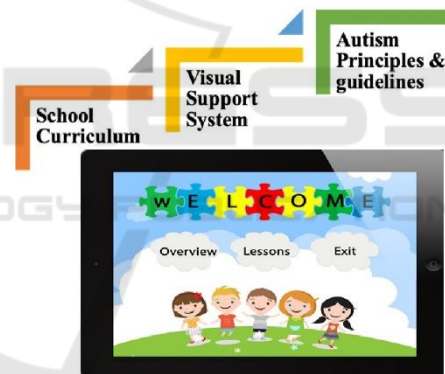 Autism
Principles &
guidelines
Visual
Support
System
School
Curriculum
WELCOME
Overview Lessons Exit